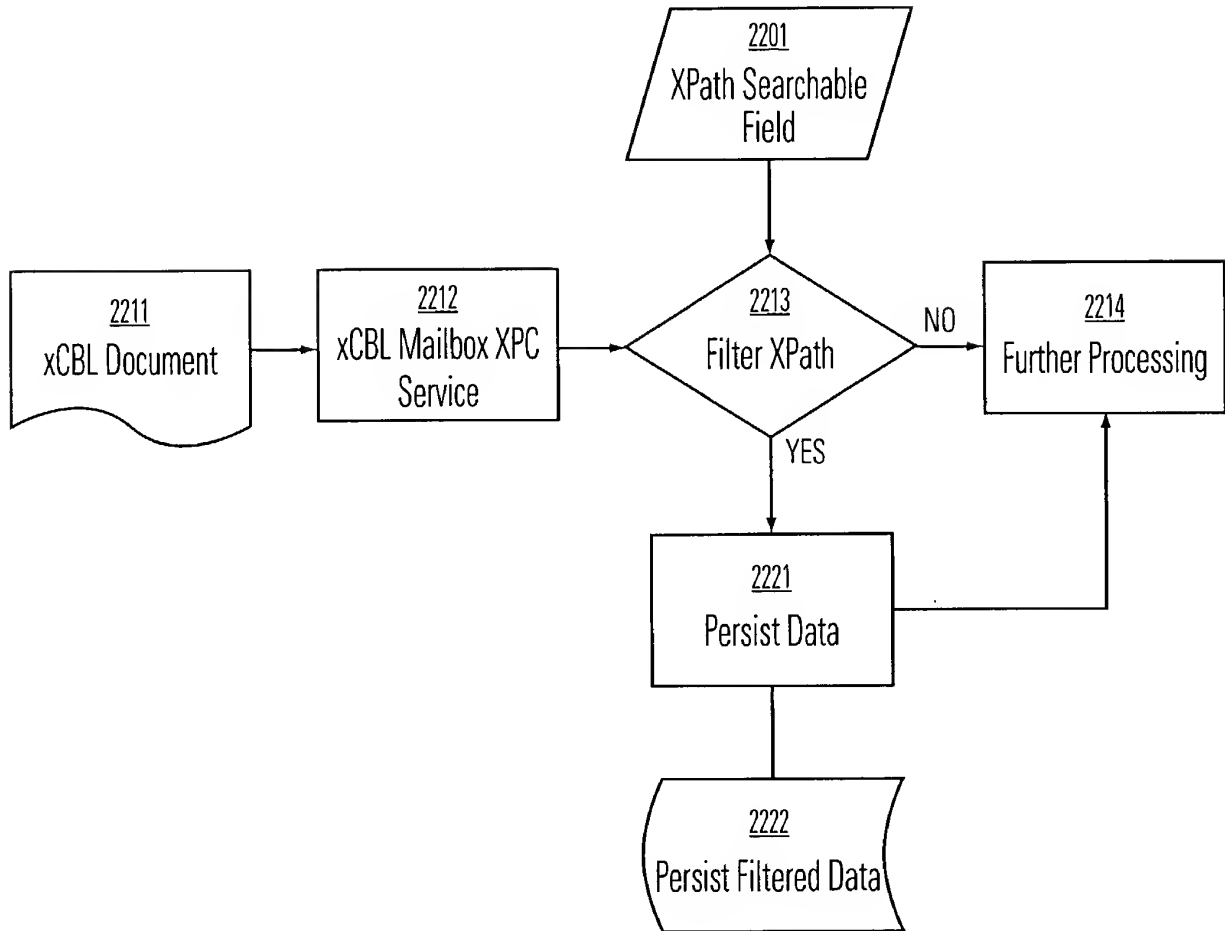 2201
XPath Searchable
Field
2211
xCBL Document
2212
xCBL Mailbox XPC
Service
2213
Filter XPath
NO
2214
Further Processing
YES
2221
Persist Data
2222
Persist Filtered Data